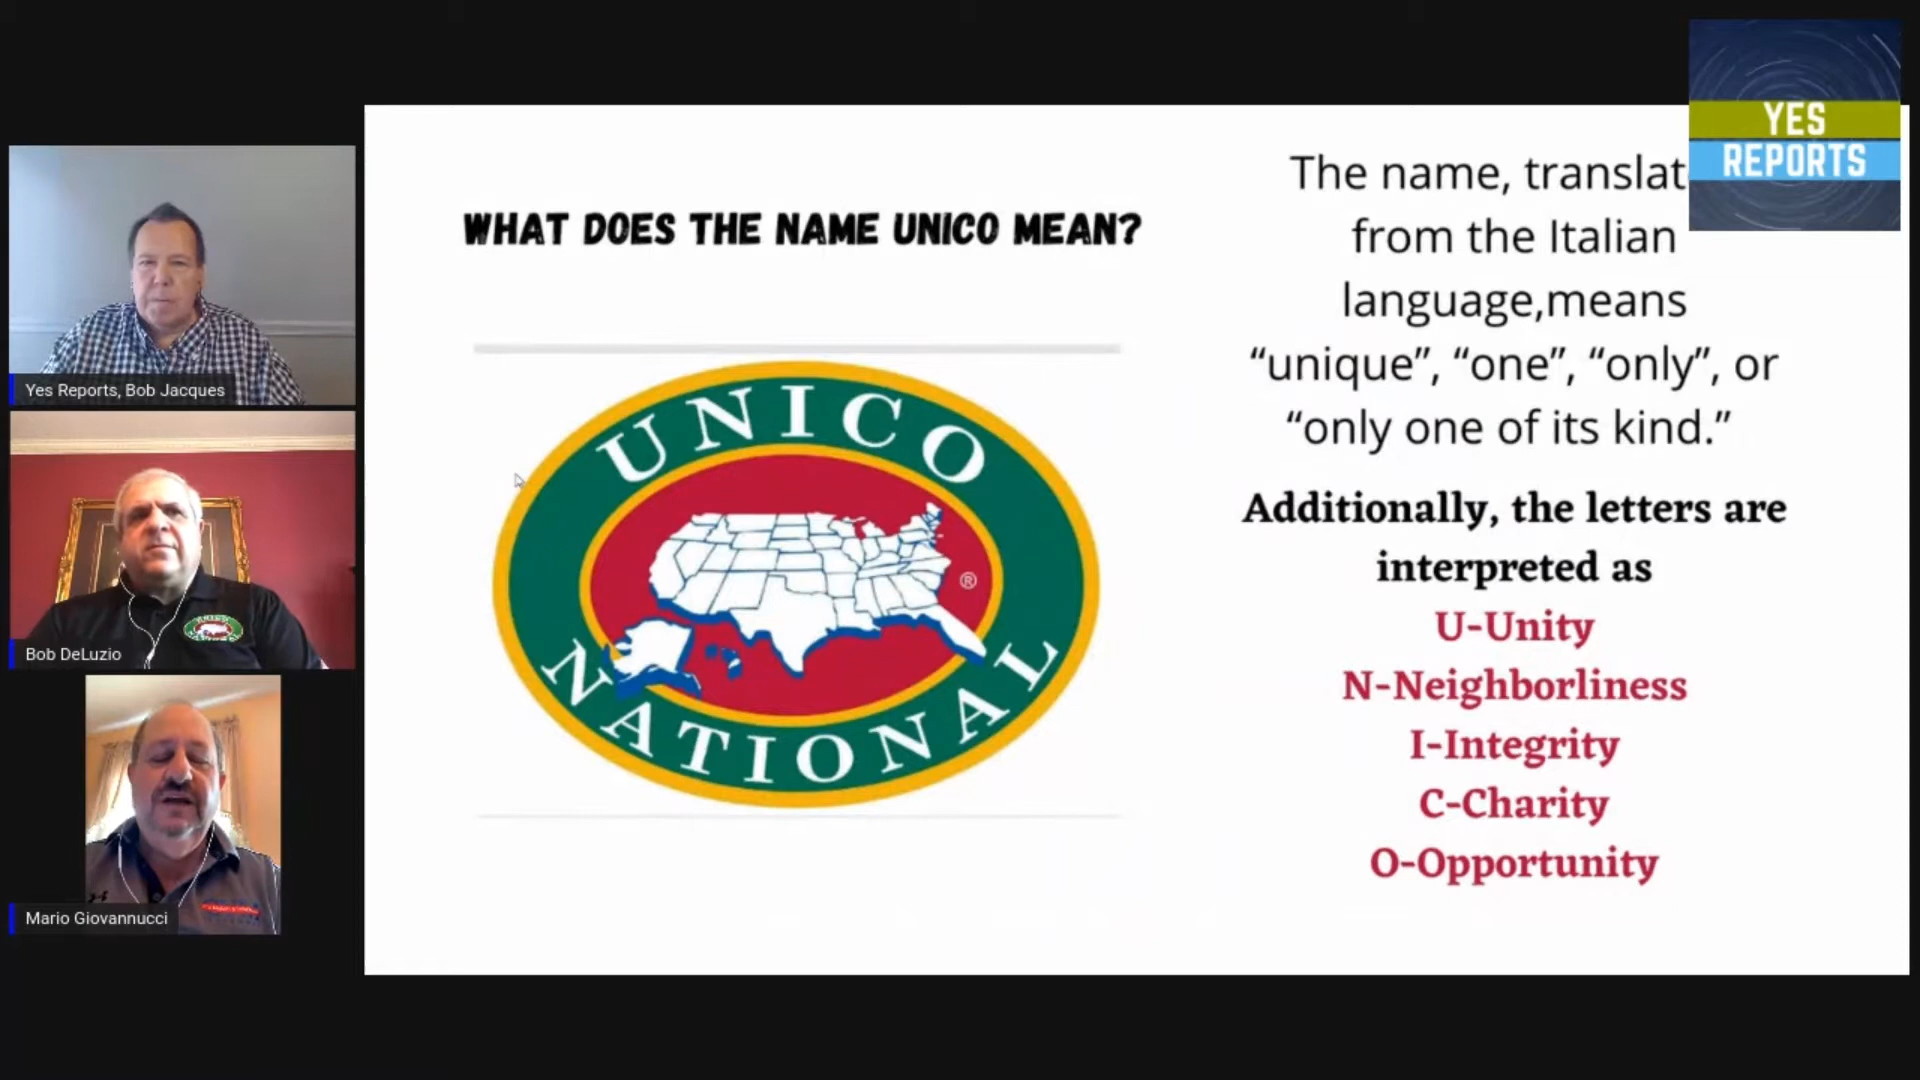 YES
REPORTS
WHAT DOES THE NAME UNICO MEAN?
UNICO
NATIONAL
®
The name, translat
from the Italian
language,means
“unique”, “one”, “only”, or
“only one of its kind.”
Additionally, the letters are
interpreted as
U-Unity
N-Neighborliness
I-Integrity
C-Charity
O-Opportunity
Yes Reports, Bob Jacques
Bob DeLuzio
Mario Giovannucci